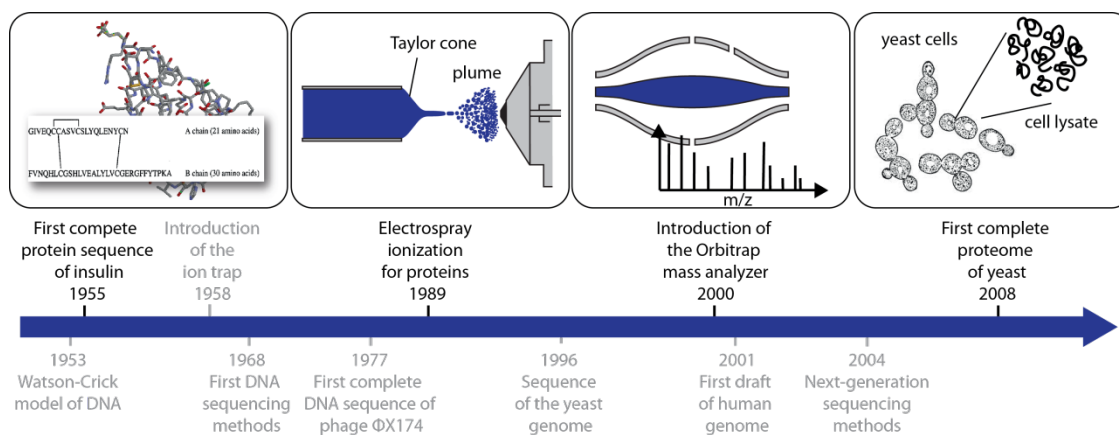 GIVEQCCASVCSLYQLENYCN
A chain (21 amino acids)
FVNQHLCGSHLVEALYLVCGERGFFYTPKA
B chain (30 amino acids)
Taylor cone
plume
m/z
yeast cells
cell lysate
First compete
protein sequence
of insulin
1955
Introduction
of the
ion trap
1958
Electrospray
ionization
for proteins
1989
Introduction of
the Orbitrap
mass analyzer
2000
First complete
proteome
of yeast
2008
1953
Watson-Crick
model of DNA
1968
First DNA
sequencing
methods
1977
First complete
DNA sequence of
phage ΦX174
1996
Sequence
of the yeast
genome
2001
First draft
of human
genome
2004
Next-generation
sequencing
methods